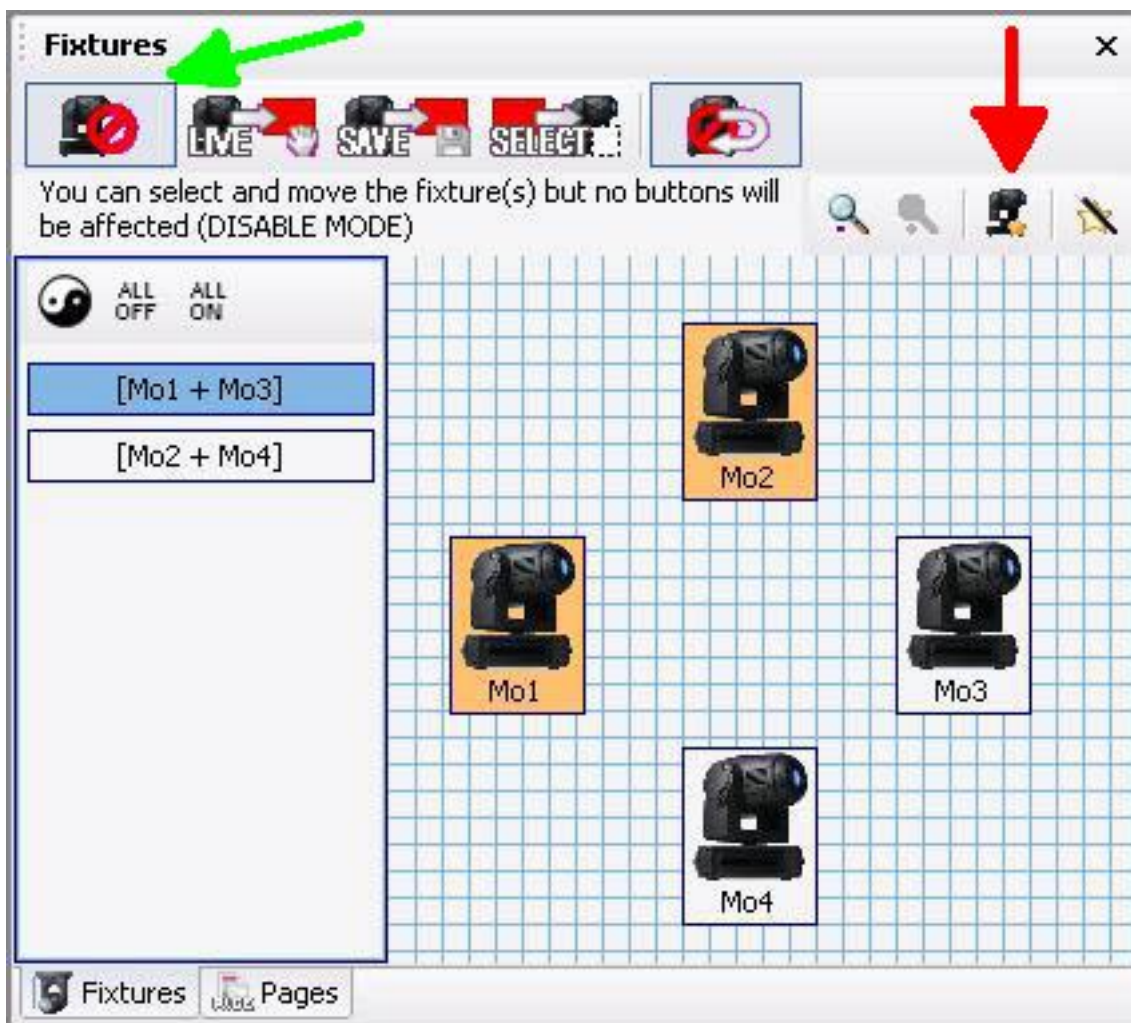 Fixtures
LIVE SAVE SELECT
You can select and move the fixture(s) but no buttons will
be affected (DISABLE MODE)
ALL OFF
ALL ON
[Mo1 + Mo3]
[Mo2 + Mo4]
Mo2
Mo1
Mo3
Mo4
Fixtures
Pages